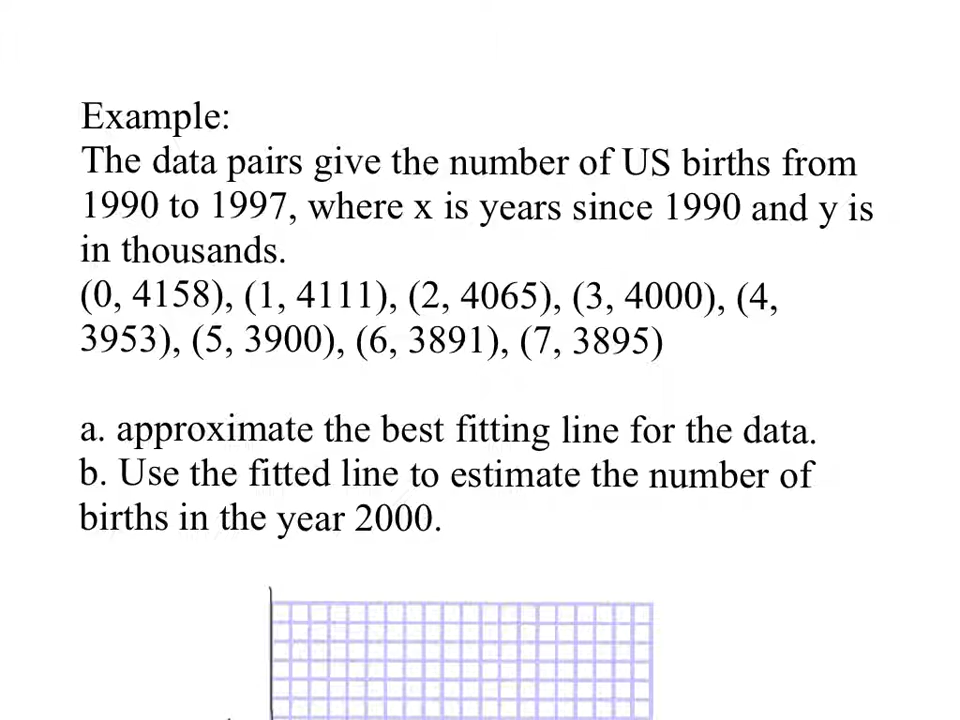 Example:
The data pairs give the number of US births from
1990 to 1997, where x is years since 1990 and y is
in thousands.
(0, 4158), (1, 4111), (2, 4065), (3, 4000), (4,
3953), (5, 3900), (6, 3891), (7, 3895)
a. approximate the best fitting line for the data.
b. Use the fitted line to estimate the number of
births in the year 2000.